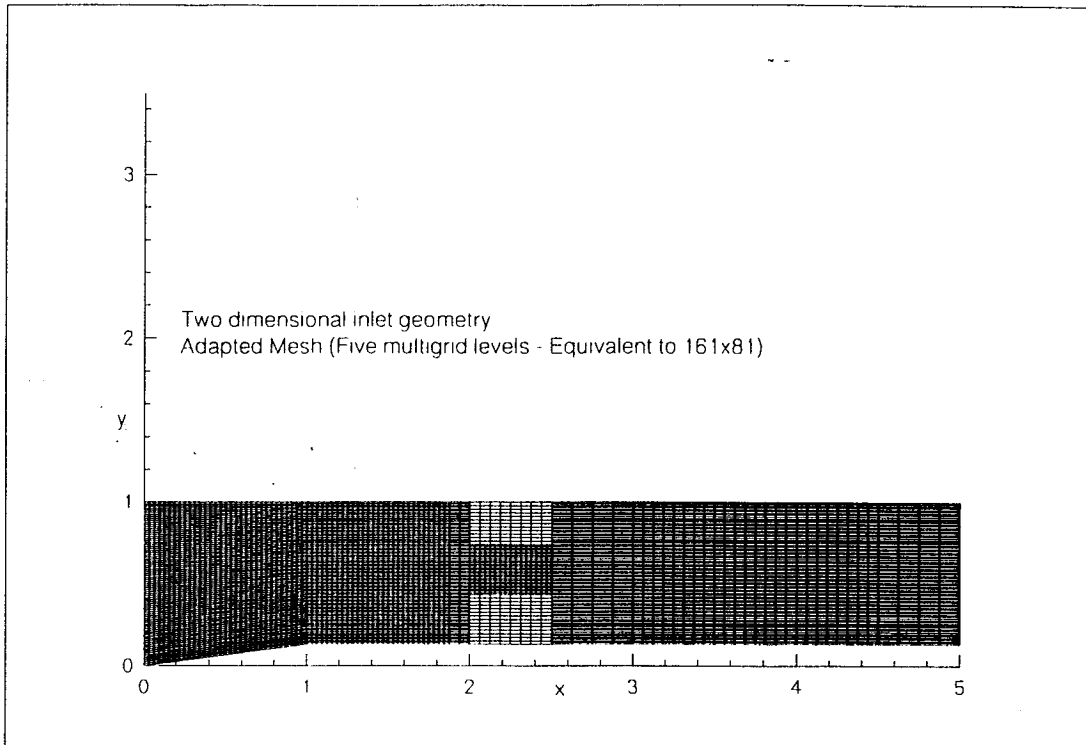 3
Two dimensional inlet geometry
2
Adapted Mesh (Five multigrid levels - Equivalent to 161x81)
y
1
0
0 1 2 x 3 4 5